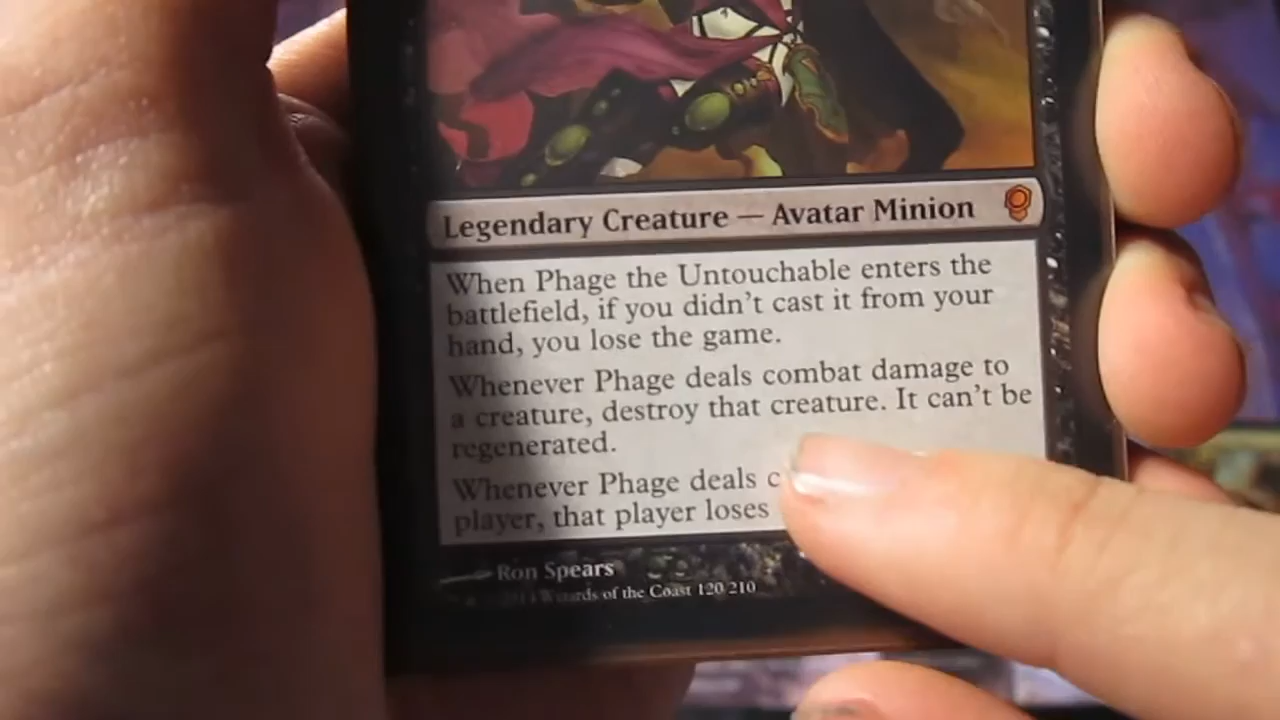 Legendary Creature — Avatar Minion
When Phage the Untouchable enters the
battlefield, if you didn't cast it from your
hand, you lose the game.
Whenever Phage deals combat damage to
a creature, destroy that creature. It can't be
regenerated.
Whenever Phage deals c
player, that player loses
Ron Spears
Wizards of the Coast 120/210